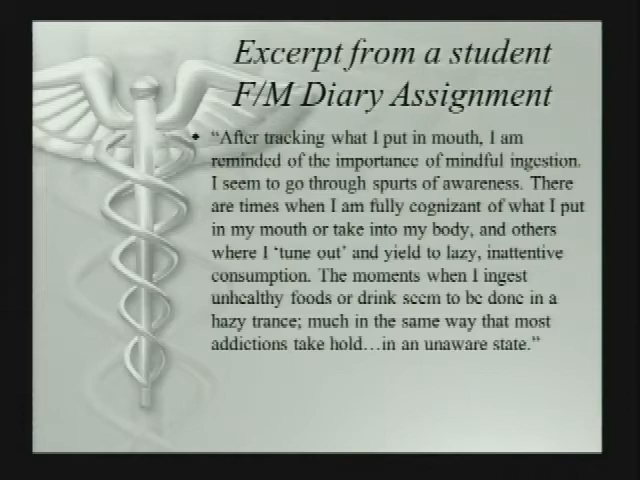 Excerpt from a student
F/M Diary Assignment
• “After tracking what I put in mouth, I am
reminded of the importance of mindful ingestion.
I seem to go through spurts of awareness. There
are times when I am fully cognizant of what I put
in my mouth or take into my body, and others
where I ‘tune out’ and yield to lazy, inattentive
consumption. The moments when I ingest
unhealthy foods or drink seem to be done in a
hazy trance; much in the same way that most
addictions take hold…in an unaware state.”